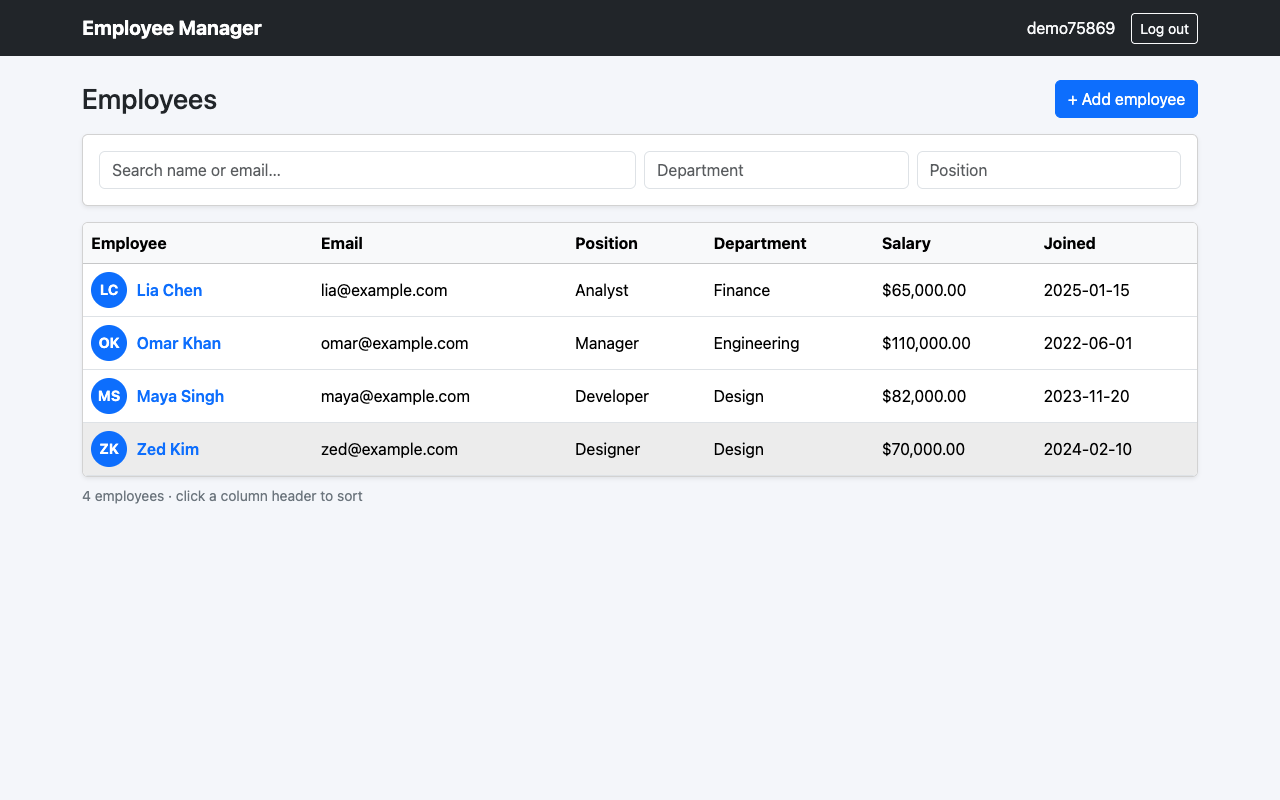 Employee Manager demo75869 Log out
Employees + Add employee
Search name or email... Department Position
Employee Email Position Department Salary Joined
LC Lia Chen lia@example.com Analyst Finance $65,000.00 2025-01-15
OK Omar Khan omar@example.com Manager Engineering $110,000.00 2022-06-01
MS Maya Singh maya@example.com Developer Design $82,000.00 2023-11-20
ZK Zed Kim zed@example.com Designer Design $70,000.00 2024-02-10
4 employees · click a column header to sort